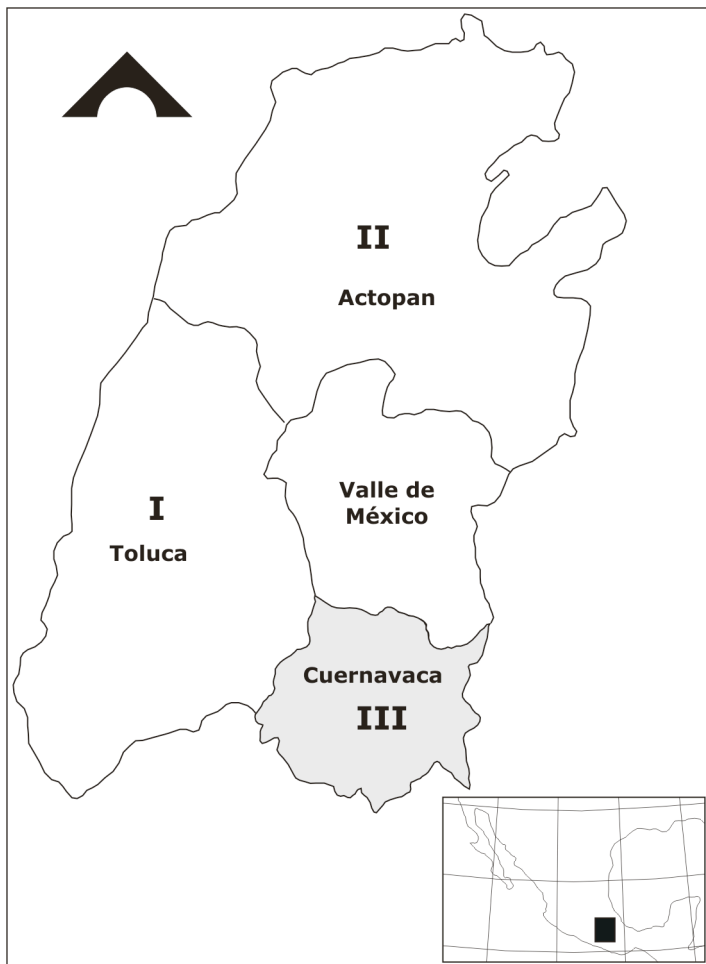 II
Actopan
I
Toluca
Valle de
México
Cuernavaca
III